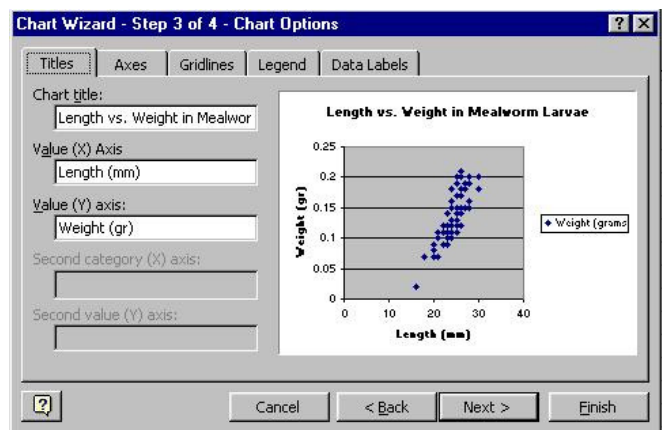 Chart Wizard - Step 3 of 4 - Chart Options
Titles Axes Gridlines Legend Data Labels
Chart title:
Length vs. Weight in Mealwor
Value (X) Axis
Length (mm)
Value (Y) axis:
Weight (gr)
Second category (X) axis:
Second value (Y) axis:
Length vs. Weight in Mealworm Larvae
0.25
0.2
0.15
0.1
0.05
0
Weight (gr)
0 10 20 30 40
Length (mm)
Weight (grams
Cancel < Back Next > Finish